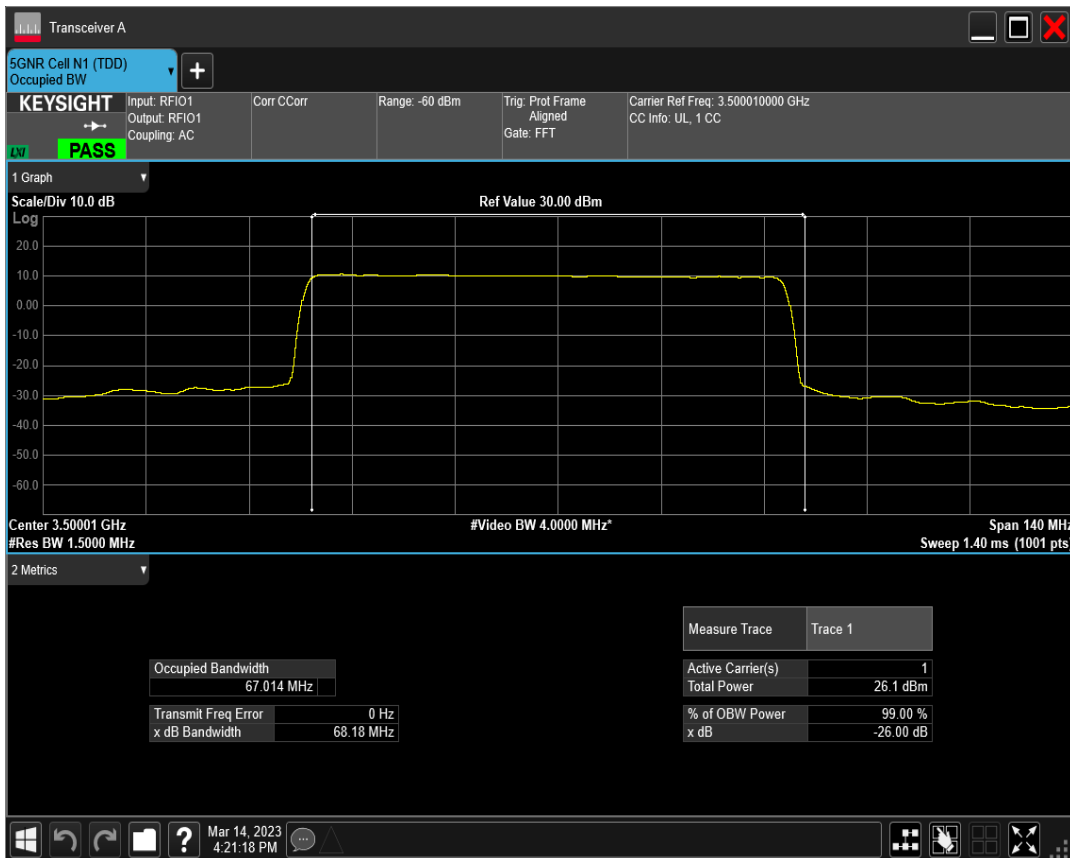 Transceiver A
5GNR Cell N1 (TDD)
Occupied BW
KEYSIGHT
LXI
PASS
Input: RFIO1
Output: RFIO1
Coupling: AC
Corr CCorr
Range: -60 dBm
Trig: Prot Frame
Aligned
Gate: FFT
Carrier Ref Freq: 3.500010000 GHz
CC Info: UL, 1 CC
1 Graph
Scale/Div 10.0 dB
Ref Value 30.00 dBm
Log
20.0
10.0
0.00
-10.0
-20.0
-30.0
-40.0
-50.0
-60.0
Center 3.50001 GHz
#Video BW 4.0000 MHz*
Span 140 MHz
#Res BW 1.5000 MHz
Sweep 1.40 ms (1001 pts)
2 Metrics
Measure Trace Trace 1
Occupied Bandwidth
67.014 MHz
Active Carrier(s) 1
Total Power 26.1 dBm
Transmit Freq Error 0 Hz
x dB Bandwidth 68.18 MHz
% of OBW Power 99.00 %
x dB -26.00 dB
?
Mar 14, 2023
4:21:18 PM